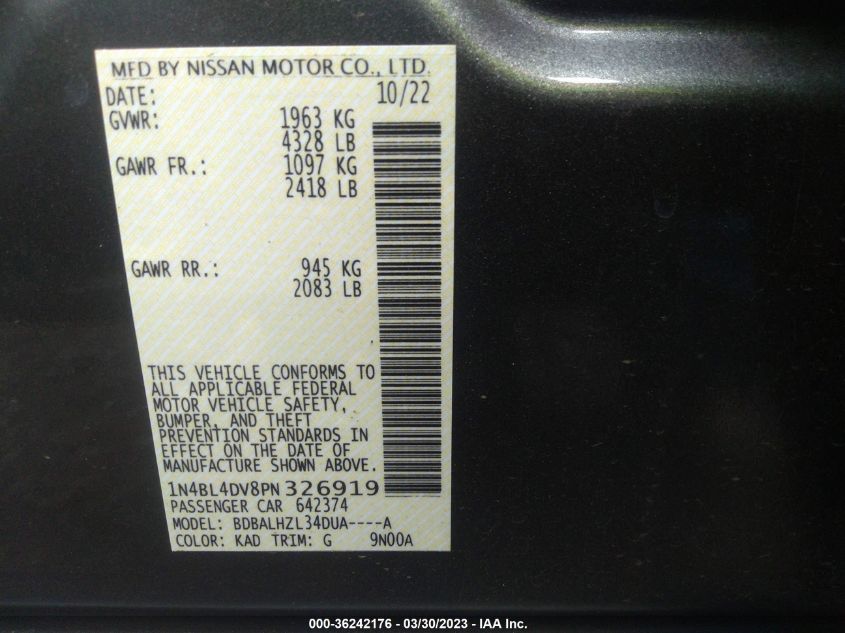 MFD BY NISSAN MOTOR CO., LTD.
DATE: 10/22
GVWR: 1963 KG
4328 LB
GAWR FR.: 1097 KG
2418 LB
GAWR RR.: 945 KG
2083 LB
THIS VEHICLE CONFORMS TO
ALL APPLICABLE FEDERAL
MOTOR VEHICLE SAFETY,
BUMPER, AND THEFT
PREVENTION STANDARDS IN
EFFECT ON THE DATE OF
MANUFACTURE SHOWN ABOVE.
1N4BL4DV8PN 326919
PASSENGER CAR 642374
MODEL: BDBALHZL34DUA----A
COLOR: KAD TRIM: G 9N00A
000-36242176 - 03/30/2023 - IAA Inc.